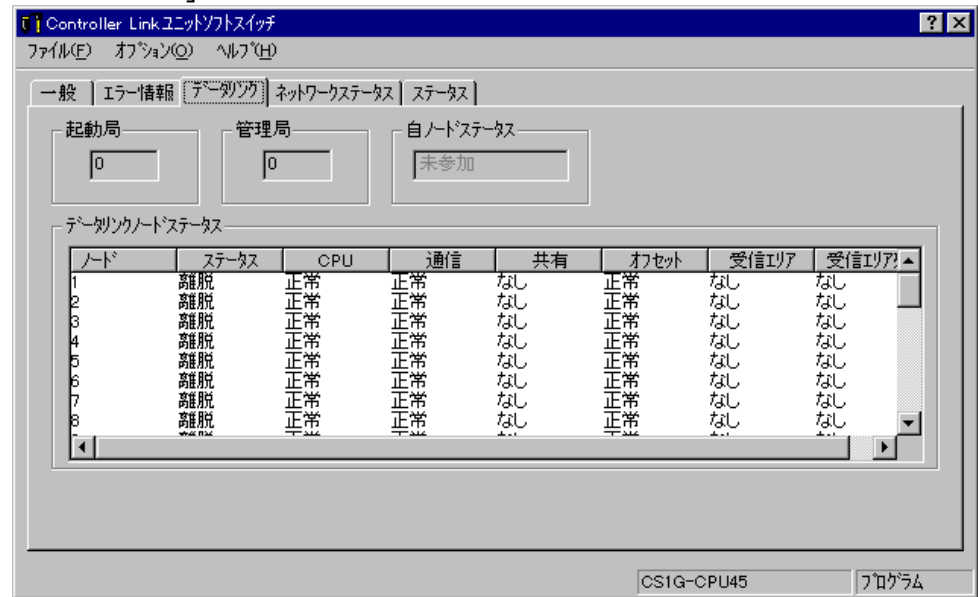 Controller Linkユニットソフトスイッチ
ファイル(F) オプション(O) ヘルプ(H)
一般 エラー情報 データリンク ネットワークステータス ステータス
起動局 管理局 自ノードステータス
0 0 未参加
データリンクノードステータス
ノード ステータス CPU 通信 共有 オフセット 受信エリア 受信エリア
1 離脱 正常 正常 なし 正常 なし なし
2 離脱 正常 正常 なし 正常 なし なし
3 離脱 正常 正常 なし 正常 なし なし
4 離脱 正常 正常 なし 正常 なし なし
5 離脱 正常 正常 なし 正常 なし なし
6 離脱 正常 正常 なし 正常 なし なし
7 離脱 正常 正常 なし 正常 なし なし
8 離脱 正常 正常 なし 正常 なし なし
CS1G-CPU45 プログラム